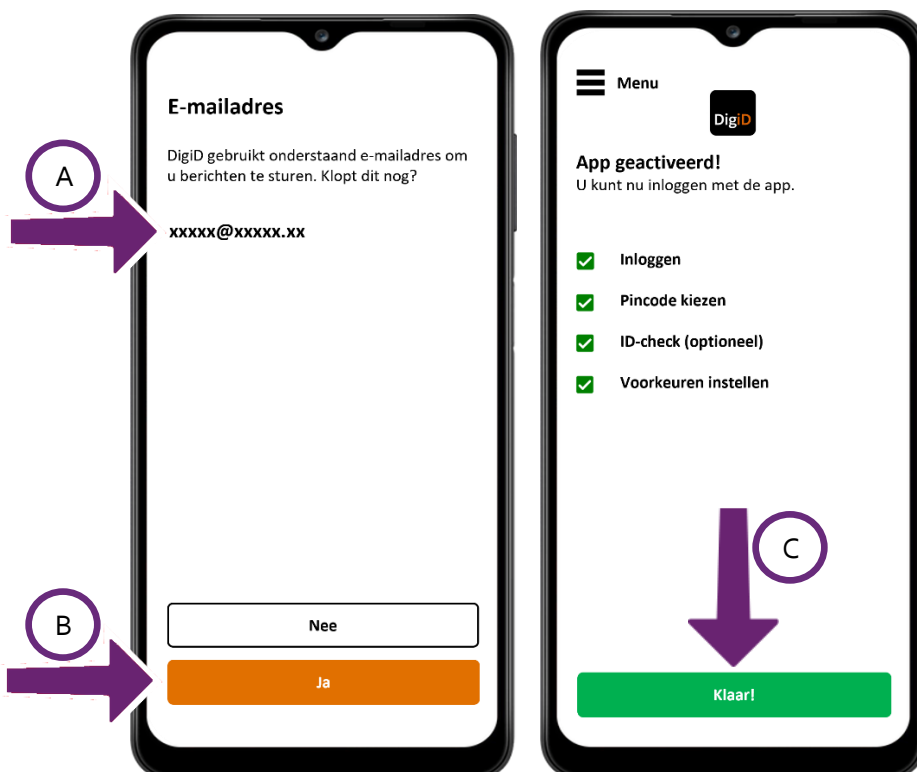 E-mailadres
DigiD gebruikt onderstaand e-mailadres om
u berichten te sturen. Klopt dit nog?
A
xxxxx@xxxxx.xx
Nee
B
Ja
Menu
DigiD
App geactiveerd!
U kunt nu inloggen met de app.
Inloggen
Pincode kiezen
ID-check (optioneel)
Voorkeuren instellen
C
Klaar!